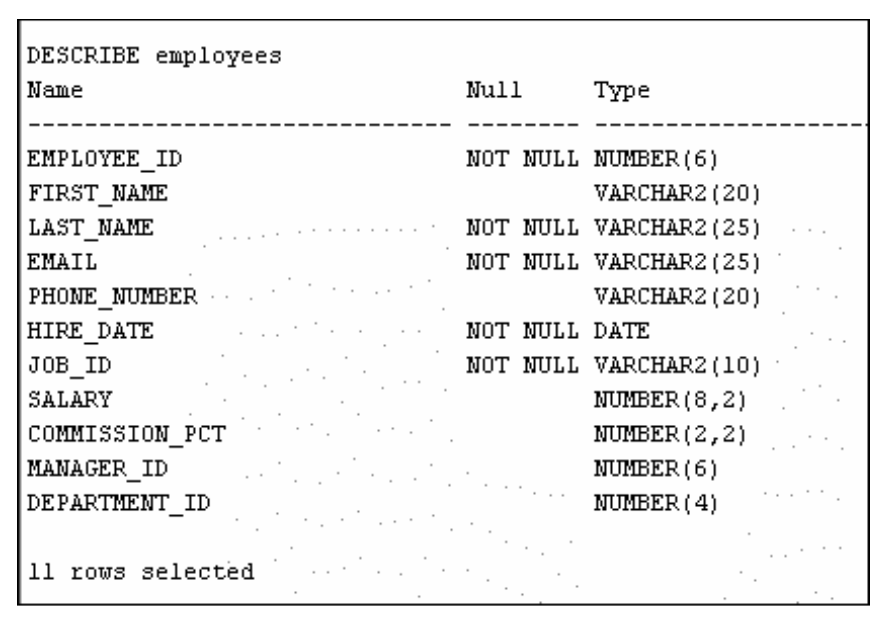 DESCRIBE employees
Name Null Type
------------------------------ -------- --------------------
EMPLOYEE_ID NOT NULL NUMBER(6)
FIRST_NAME VARCHAR2(20)
LAST_NAME NOT NULL VARCHAR2(25)
EMAIL NOT NULL VARCHAR2(25)
PHONE_NUMBER VARCHAR2(20)
HIRE_DATE NOT NULL DATE
JOB_ID NOT NULL VARCHAR2(10)
SALARY NUMBER(8,2)
COMMISSION_PCT NUMBER(2,2)
MANAGER_ID NUMBER(6)
DEPARTMENT_ID NUMBER(4)
11 rows selected